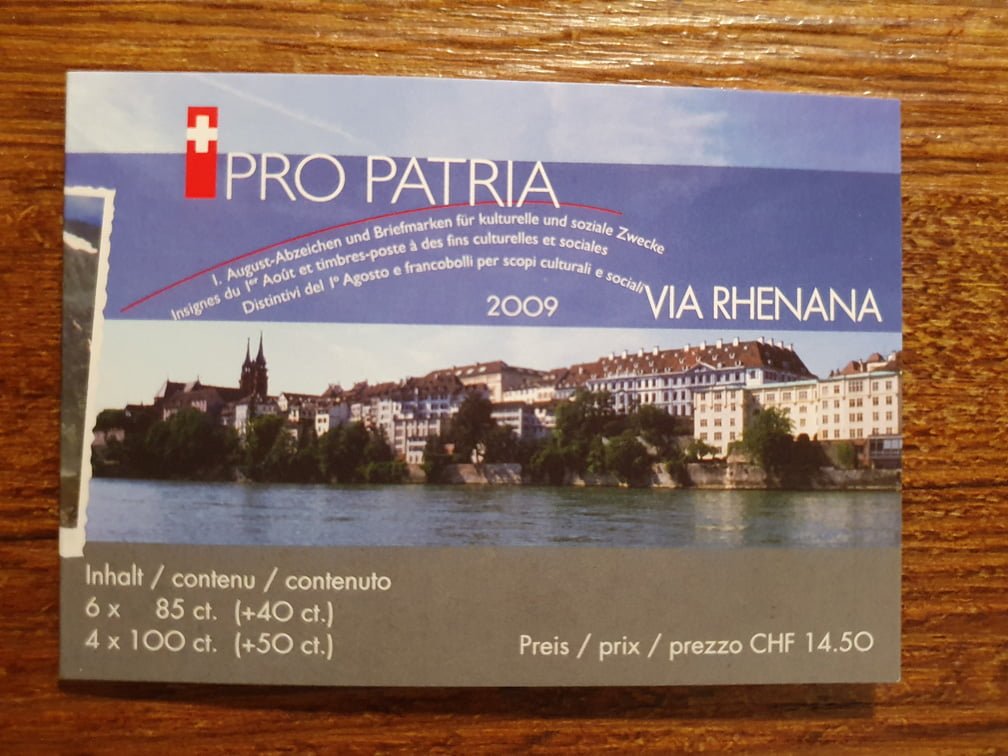 PRO PATRIA
1. August-Abzeichen und Briefmarken für kulturelle und soziale Zwecke
Insignes du 1er Août et timbres-poste à des fins culturelles et sociales
Distintivi del 1º Agosto e francobolli per scopi culturali e sociali
2009
VIA RHENANA
Inhalt / contenu / contenuto
6 x 85 ct. (+40 ct.)
4 x 100 ct. (+50 ct.)
Preis / prix / prezzo CHF 14.50